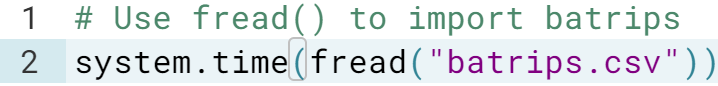 1 # Use fread() to import batrips
2 system.time(fread("batrips.csv"))